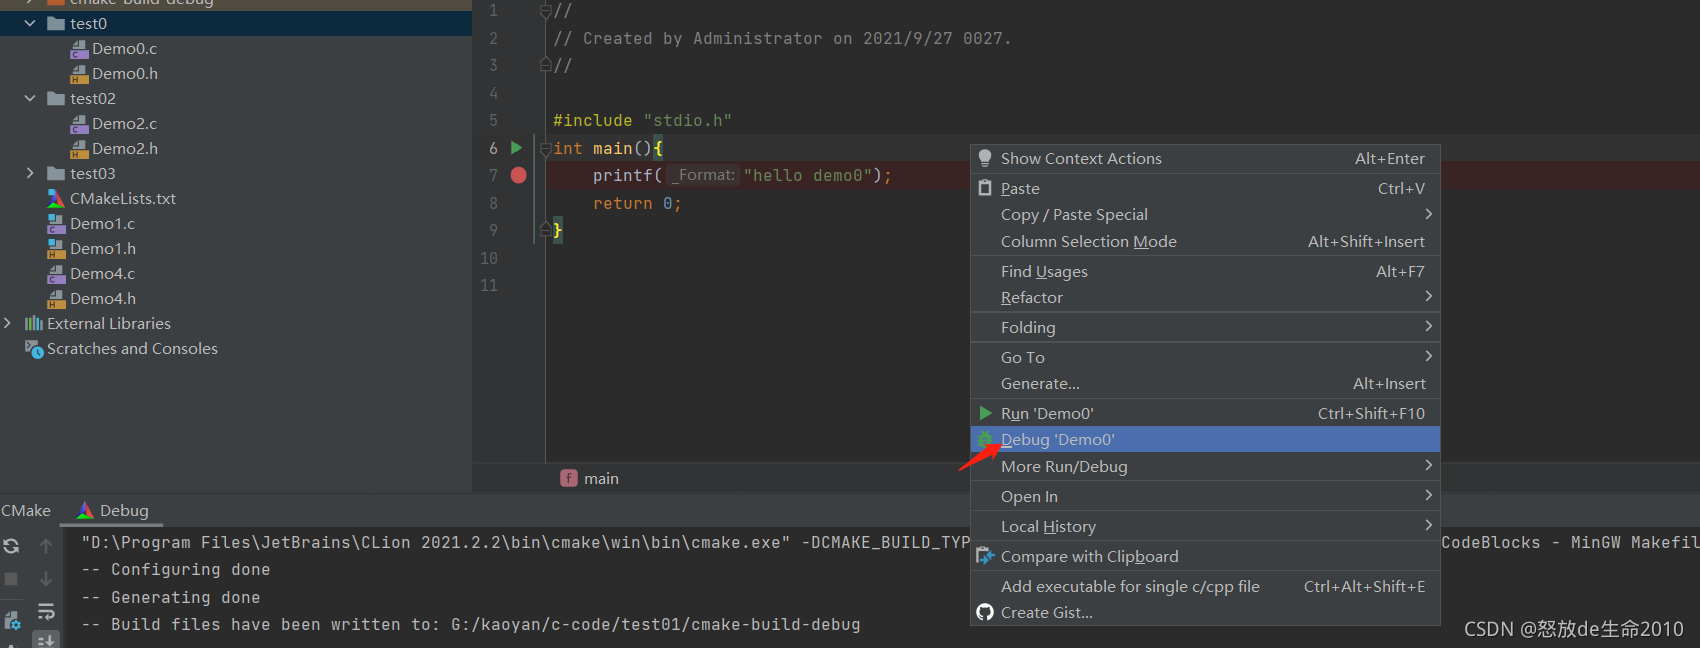 cmake-build-debug
test0
Demo0.c
Demo0.h
test02
Demo2.c
Demo2.h
test03
CMakeLists.txt
Demo1.c
Demo1.h
Demo4.c
Demo4.h
External Libraries
Scratches and Consoles
1 //
2 // Created by Administrator on 2021/9/27 0027.
3 //
4
5 #include "stdio.h"
6 int main(){
7 printf( _Format: "hello demo0");
8 return 0;
9 }
10
11
f main
Show Context Actions Alt+Enter
Paste Ctrl+V
Copy / Paste Special
Column Selection Mode Alt+Shift+Insert
Find Usages Alt+F7
Refactor
Folding
Go To
Generate... Alt+Insert
Run 'Demo0' Ctrl+Shift+F10
Debug 'Demo0'
More Run/Debug
Open In
Local History
Compare with Clipboard
Add executable for single c/cpp file Ctrl+Alt+Shift+E
Create Gist...
CMake Debug
"D:\Program Files\JetBrains\CLion 2021.2.2\bin\cmake\win\bin\cmake.exe" -DCMAKE_BUILD_TYP CodeBlocks - MinGW Makefil
-- Configuring done
-- Generating done
-- Build files have been written to: G:/kaoyan/c-code/test01/cmake-build-debug
CSDN @怒放de生命2010